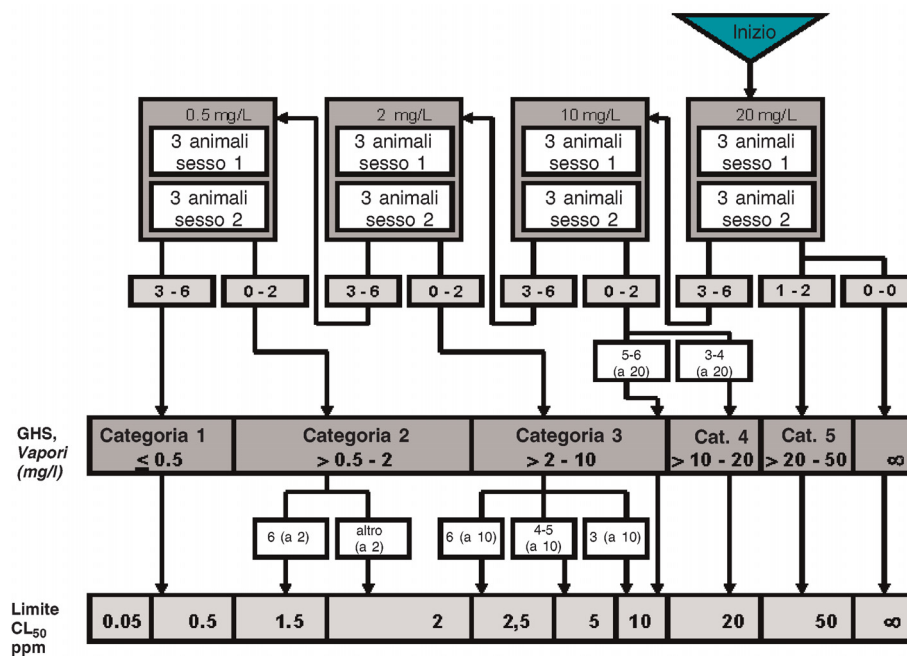 Inizio
0.5 mg/L
2 mg/L
10 mg/L
20 mg/L
3 animali
sesso 1
3 animali
sesso 1
3 animali
sesso 1
3 animali
sesso 1
3 animali
sesso 2
3 animali
sesso 2
3 animali
sesso 2
3 animali
sesso 2
3 - 6
0 - 2
3 - 6
0 - 2
3 - 6
0 - 2
3 - 6
1 - 2
0 - 0
5-6
(a 20)
3-4
(a 20)
GHS,
Vapori
(mg/l)
Categoria 1
≤ 0.5
Categoria 2
> 0.5 - 2
Categoria 3
> 2 - 10
Cat. 4
> 10 - 20
Cat. 5
> 20 - 50
∞
6 (a 2)
altro
(a 2)
6 (a 10)
4-5
(a 10)
3 (a 10)
Limite
CL50
ppm
0.05
0.5
1.5
2
2,5
5
10
20
50
∞